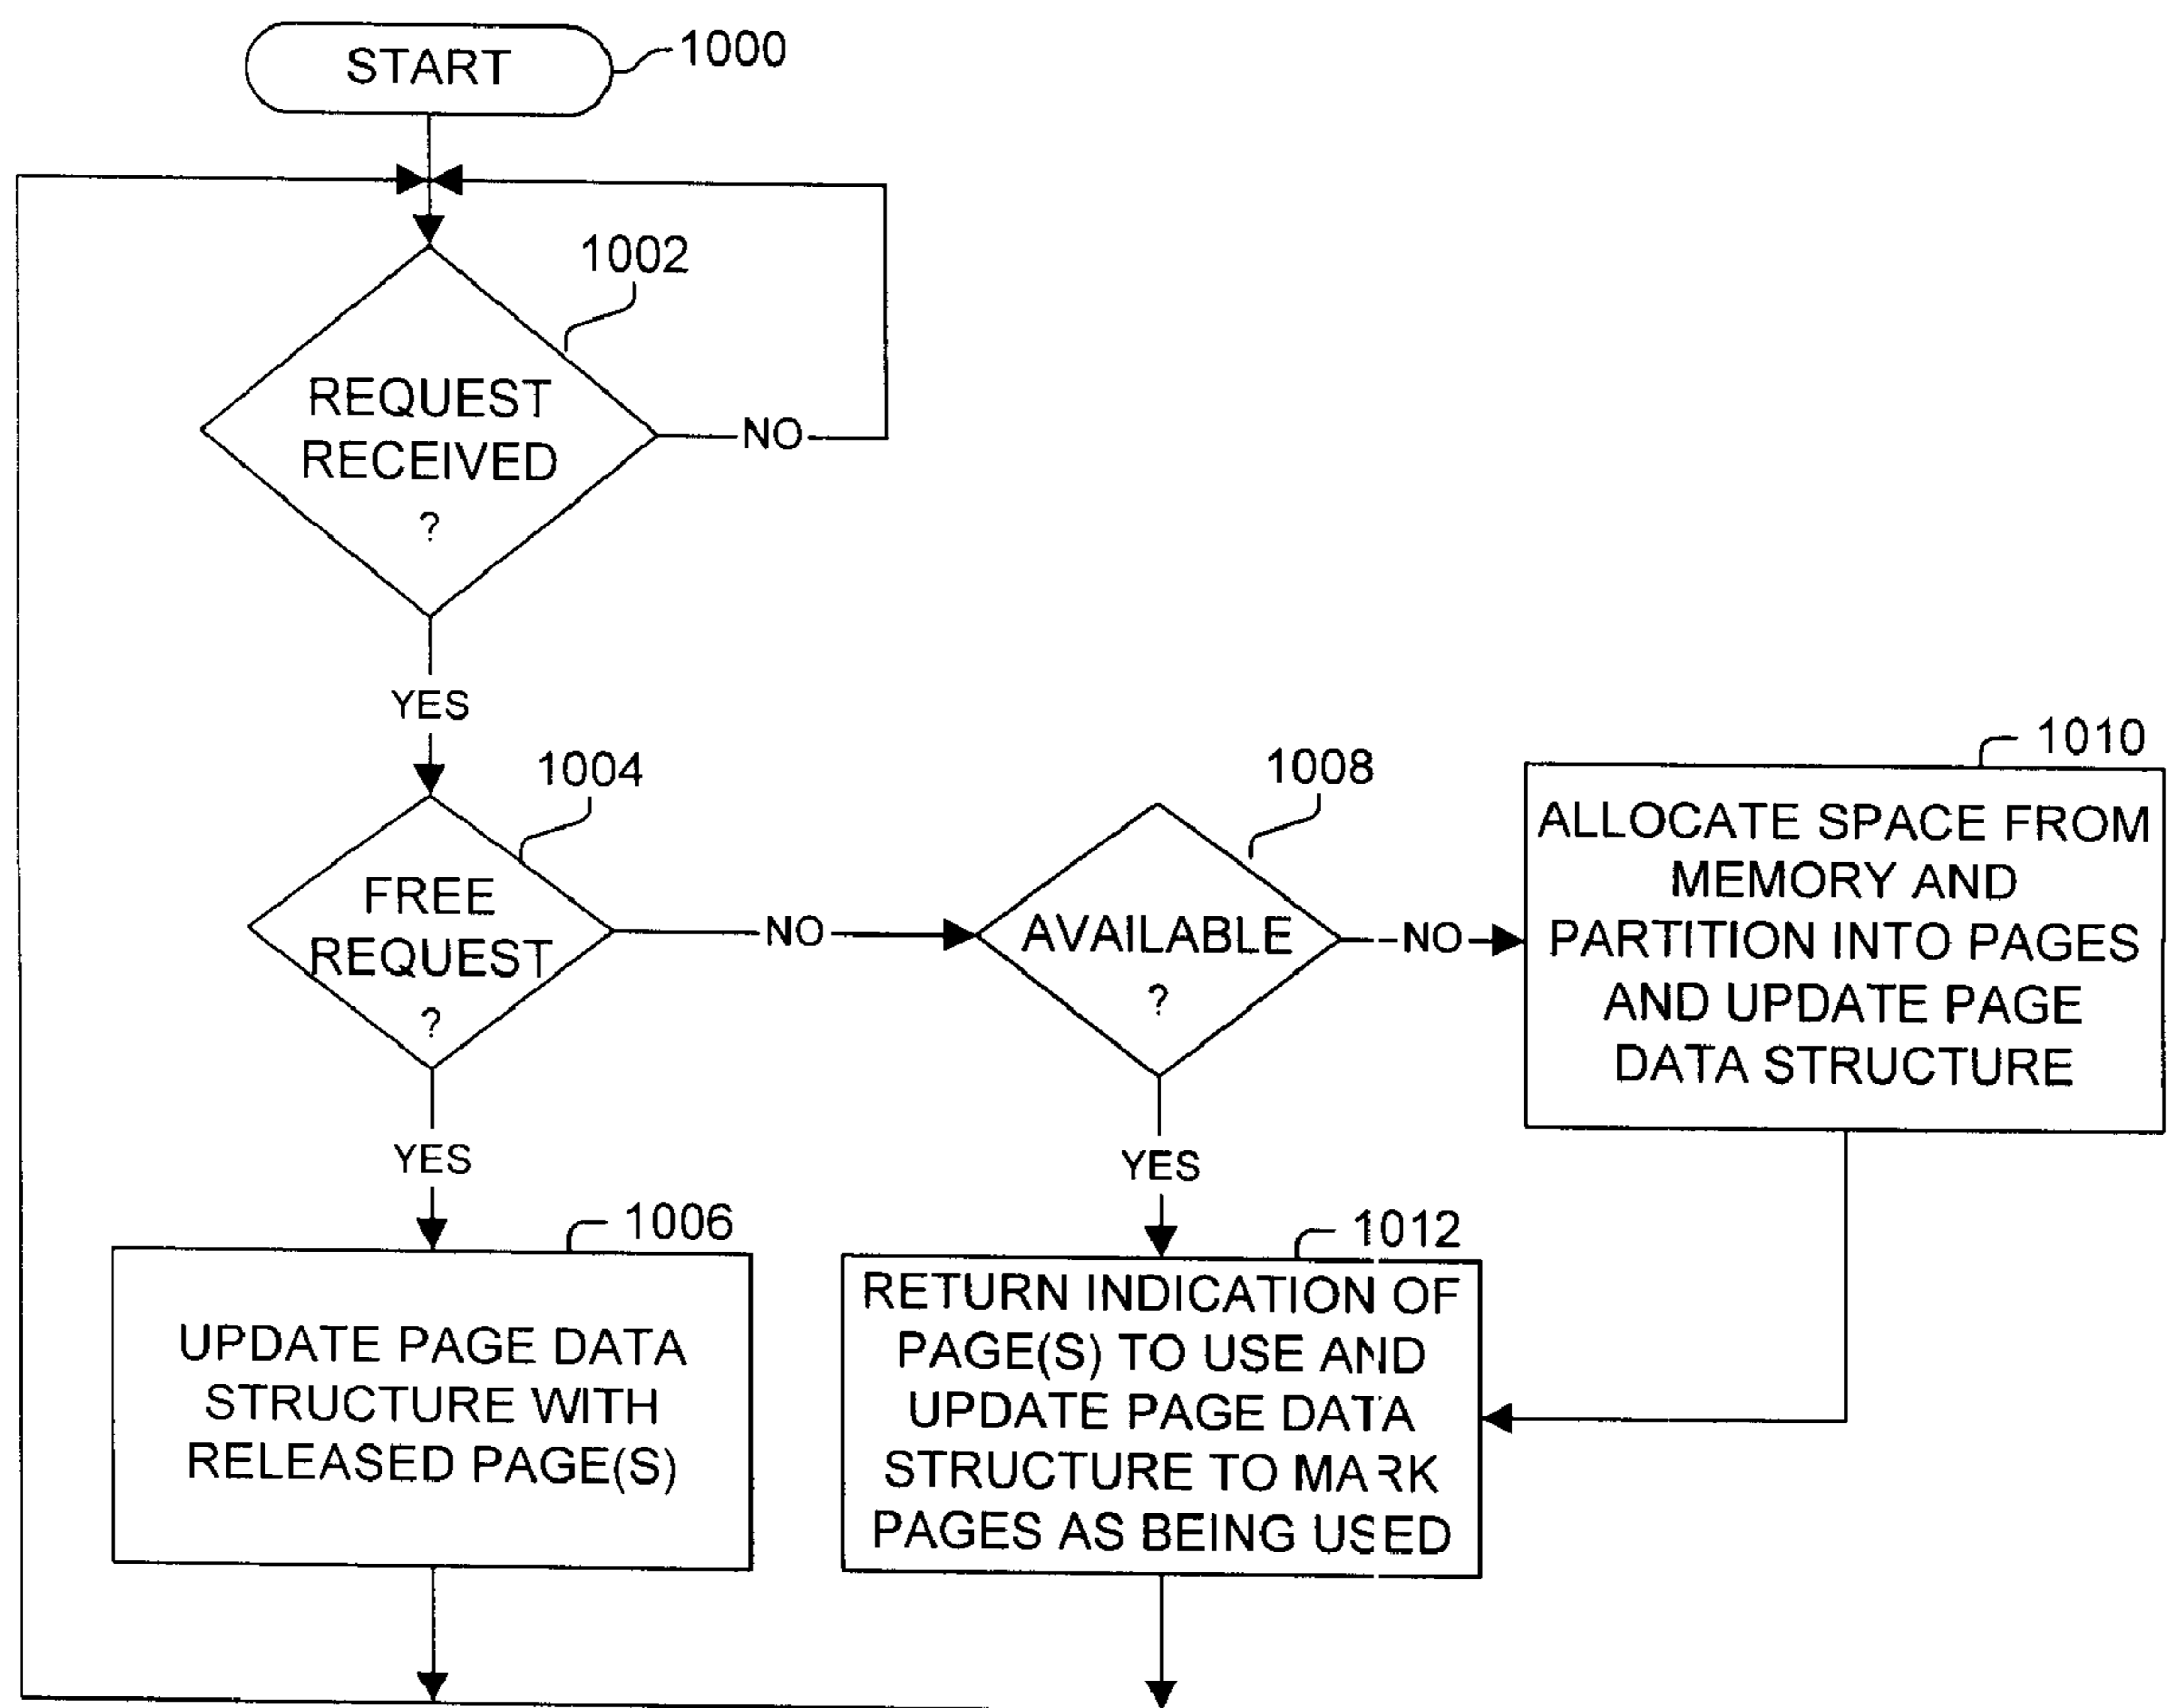 START
1000
1002
REQUEST
RECEIVED
?
NO
YES
1004
FREE
REQUEST
?
NO
1008
AVAILABLE
?
NO
1010
ALLOCATE SPACE FROM
MEMORY AND
PARTITION INTO PAGES
AND UPDATE PAGE
DATA STRUCTURE
YES
1006
UPDATE PAGE DATA
STRUCTURE WITH
RELEASED PAGE(S)
YES
1012
RETURN INDICATION OF
PAGE(S) TO USE AND
UPDATE PAGE DATA
STRUCTURE TO MARK
PAGES AS BEING USED